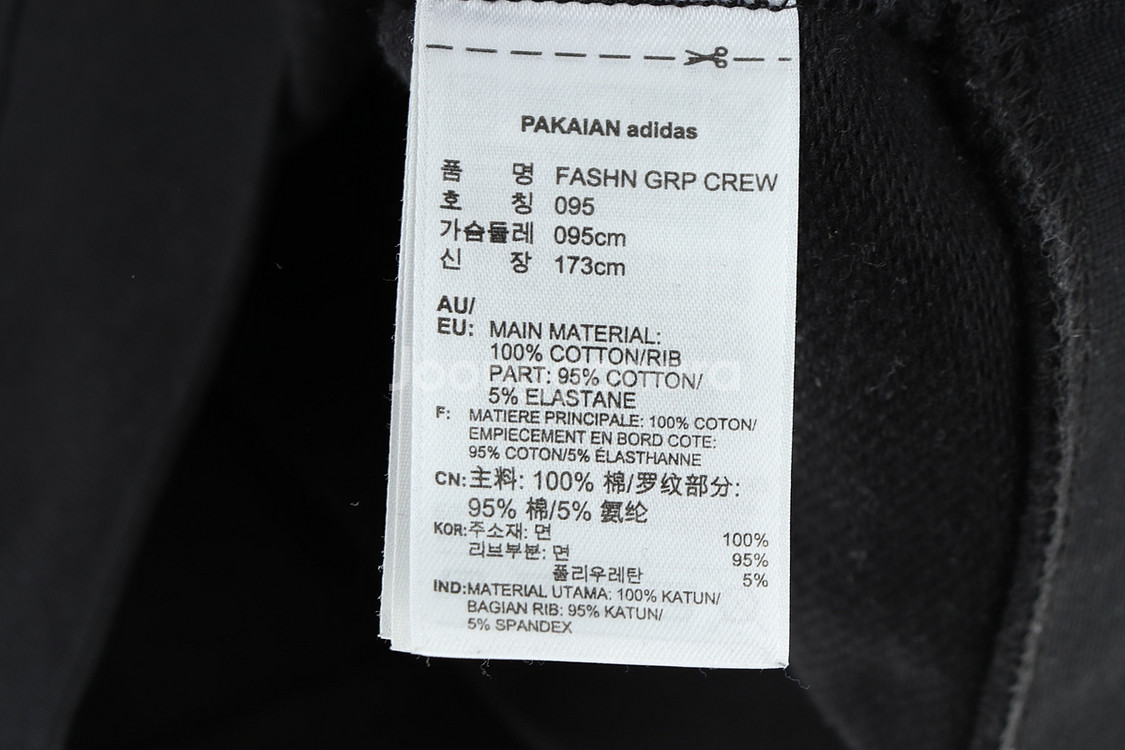 PAKAIAN adidas
품 명 FASHN GRP CREW
호 칭 095
가슴둘레 095cm
신 장 173cm
AU/
EU: MAIN MATERIAL:
100% COTTON/RIB
PART: 95% COTTON/
5% ELASTANE
F: MATIERE PRINCIPALE: 100% COTON/
EMPIECEMENT EN BORD COTE:
95% COTON/5% ÉLASTHANNE
CN: 主料: 100% 棉/罗纹部分:
95% 棉/5% 氨纶
KOR: 주소재: 면 100%
리브부분: 면 95%
폴리우레탄 5%
IND: MATERIAL UTAMA: 100% KATUN/
BAGIAN RIB: 95% KATUN/
5% SPANDEX